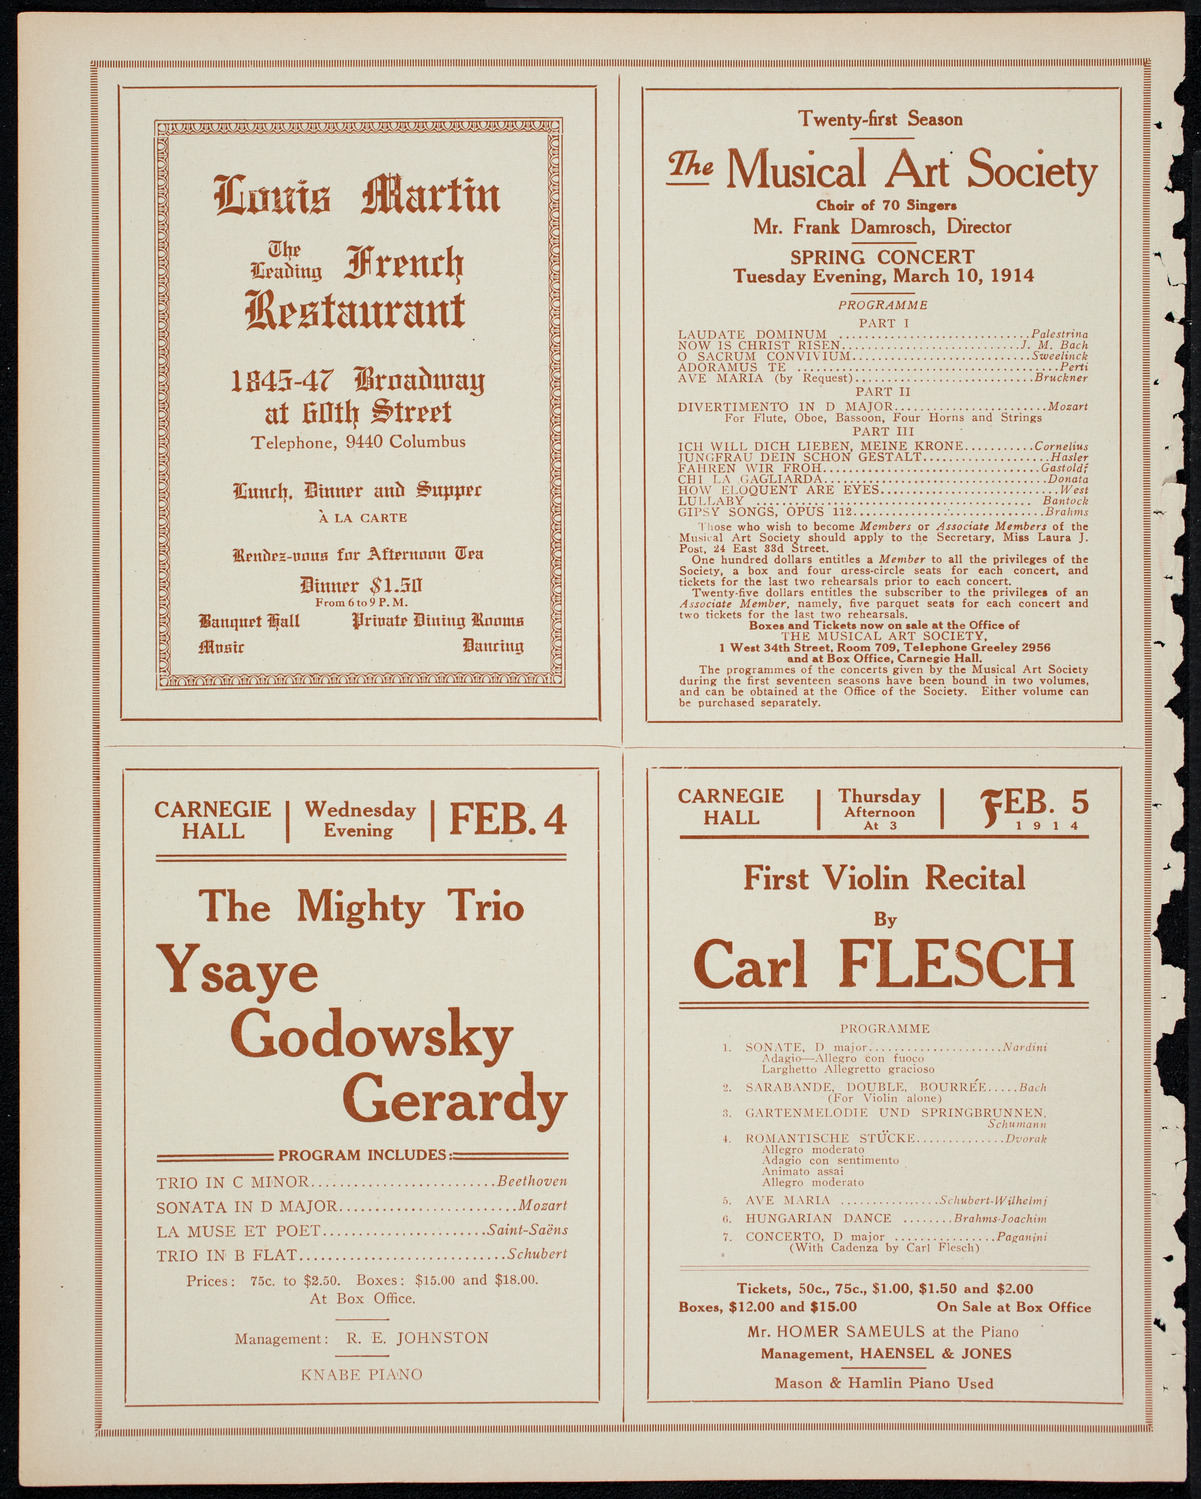 Louis Martin
The
Leading French
Restaurant
1845-47 Broadway
at 60th Street
Telephone, 9440 Columbus
Lunch, Dinner and Supper
À LA CARTE
Rendez-vous for Afternoon Tea
Dinner $1.50
From 6 to 9 P. M.
Banquet Hall Private Dining Rooms
Music Dancing
Twenty-first Season
The Musical Art Society
Choir of 70 Singers
Mr. Frank Damrosch, Director
SPRING CONCERT
Tuesday Evening, March 10, 1914
PROGRAMME
PART I
LAUDATE DOMINUM ............................Palestrina
NOW IS CHRIST RISEN..........................J. M. Bach
O SACRUM CONVIVIUM..........................Sweelinck
ADORAMUS TE ......................................Perti
AVE MARIA (by Request)..........................Bruckner
PART II
DIVERTIMENTO IN D MAJOR......................Mozart
For Flute, Oboe, Bassoon, Four Horns and Strings
PART III
ICH WILL DICH LIEBEN, MEINE KRONE..........Cornelius
JUNGFRAU DEIN SCHON GESTALT...................Hasler
FAHREN WIR FROH................................Gastoldi
CHI LA GAGLIARDA.................................Donata
HOW ELOQUENT ARE EYES..........................West
LULLABY ........................................ Bantock
GIPSY SONGS, OPUS 112............................Brahms
Those who wish to become Members or Associate Members of the
Musical Art Society should apply to the Secretary, Miss Laura J.
Post, 24 East 33d Street.
One hundred dollars entitles a Member to all the privileges of the
Society, a box and four dress-circle seats for each concert, and
tickets for the last two rehearsals prior to each concert.
Twenty-five dollars entitles the subscriber to the privileges of an
Associate Member, namely, five parquet seats for each concert and
two tickets for the last two rehearsals.
Boxes and Tickets now on sale at the Office of
THE MUSICAL ART SOCIETY,
1 West 34th Street, Room 709, Telephone Greeley 2956
and at Box Office, Carnegie Hall.
The programmes of the concerts given by the Musical Art Society
during the first seventeen seasons have been bound in two volumes,
and can be obtained at the Office of the Society. Either volume can
be purchased separately.
CARNEGIE
HALL
Wednesday
Evening
FEB. 4
The Mighty Trio
Ysaye
Godowsky
Gerardy
PROGRAM INCLUDES:
TRIO IN C MINOR..........................Beethoven
SONATA IN D MAJOR.........................Mozart
LA MUSE ET POET.......................Saint-Saëns
TRIO IN B FLAT.............................Schubert
Prices: 75c. to $2.50. Boxes: $15.00 and $18.00.
At Box Office.
Management: R. E. JOHNSTON
KNABE PIANO
CARNEGIE
HALL
Thursday
Afternoon
At 3
FEB. 5
1914
First Violin Recital
By
Carl FLESCH
PROGRAMME
1. SONATE, D major.....................Nardini
Adagio—Allegro con fuoco
Larghetto Allegretto gracioso
2. SARABANDE, DOUBLE, BOURRÉE.....Bach
(For Violin alone)
3. GARTENMELODIE UND SPRINGBRUNNEN,
Schumann
4. ROMANTISCHE STÜCKE..............Dvorak
Allegro moderato
Adagio con sentimento
Animato assai
Allegro moderato
5. AVE MARIA ...............Schubert-Wilhelmj
6. HUNGARIAN DANCE ........Brahms-Joachim
7. CONCERTO, D major ................Paganini
(With Cadenza by Carl Flesch)
Tickets, 50c., 75c., $1.00, $1.50 and $2.00
Boxes, $12.00 and $15.00 On Sale at Box Office
Mr. HOMER SAMEULS at the Piano
Management, HAENSEL & JONES
Mason & Hamlin Piano Used